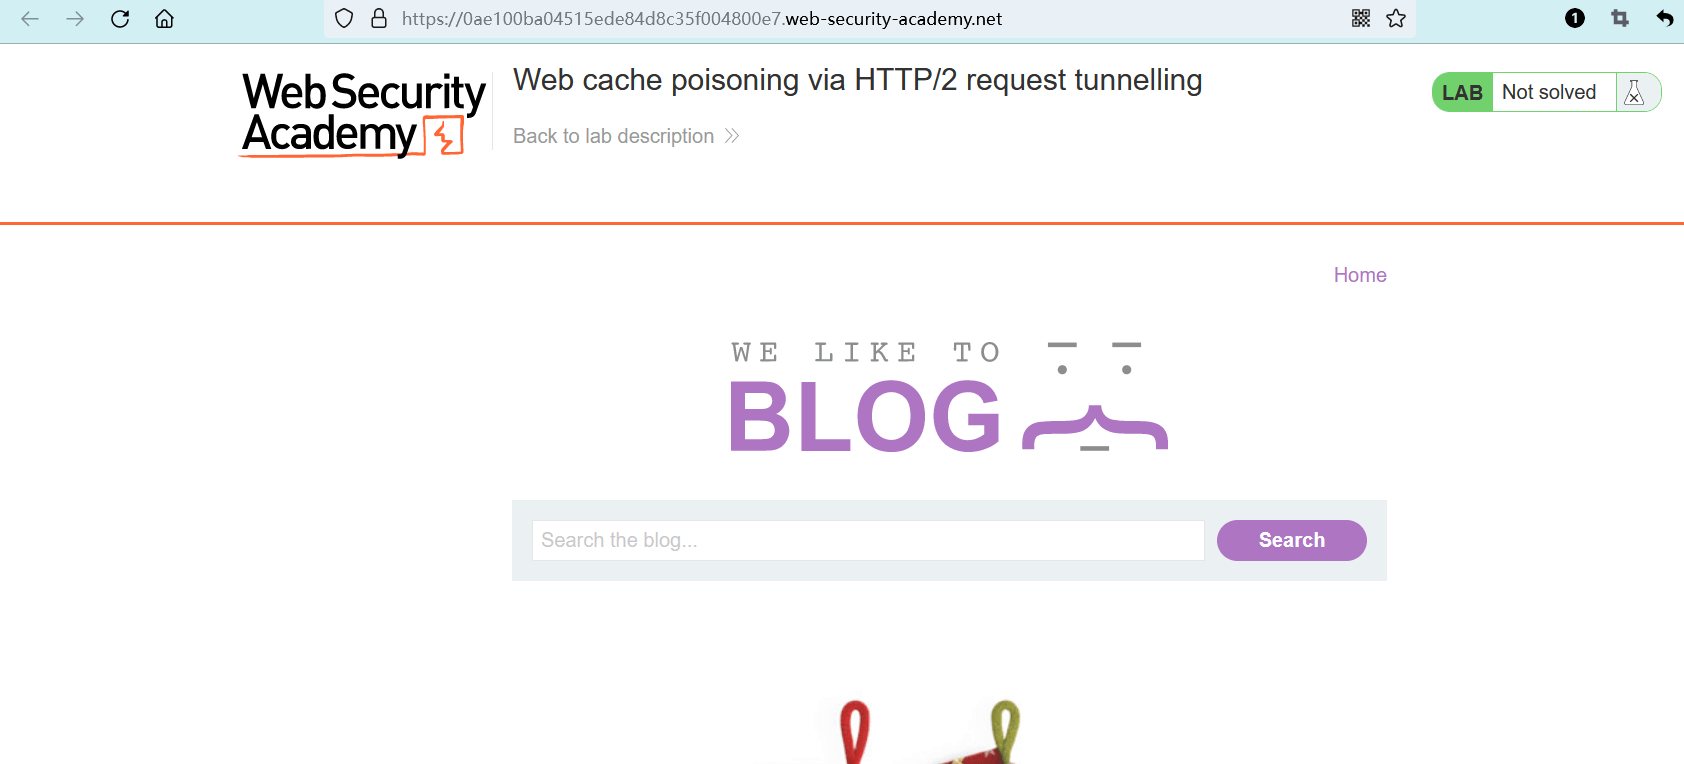 https://0ae100ba04515ede84d8c35f004800e7.web-security-academy.net
1
Web Security
Academy
Web cache poisoning via HTTP/2 request tunnelling
Back to lab description
LAB Not solved
Home
WE LIKE TO
BLOG
Search the blog... Search